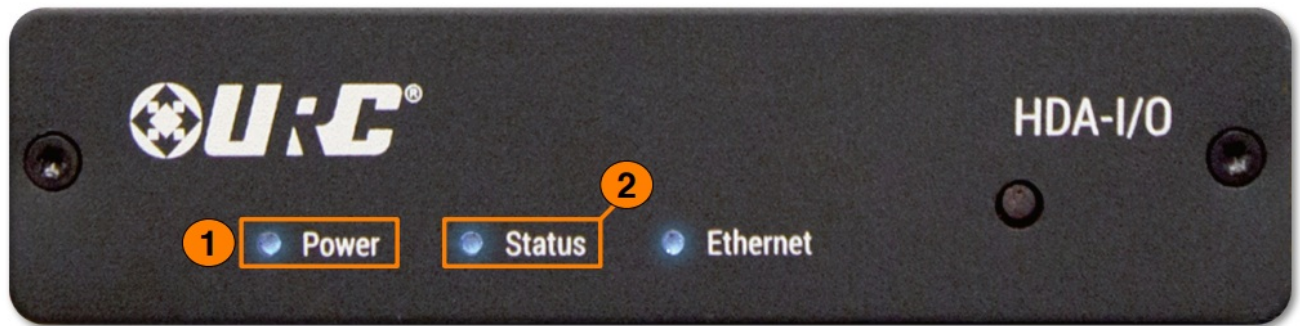 URC®
HDA-I/O
2
1
Power
Status
Ethernet